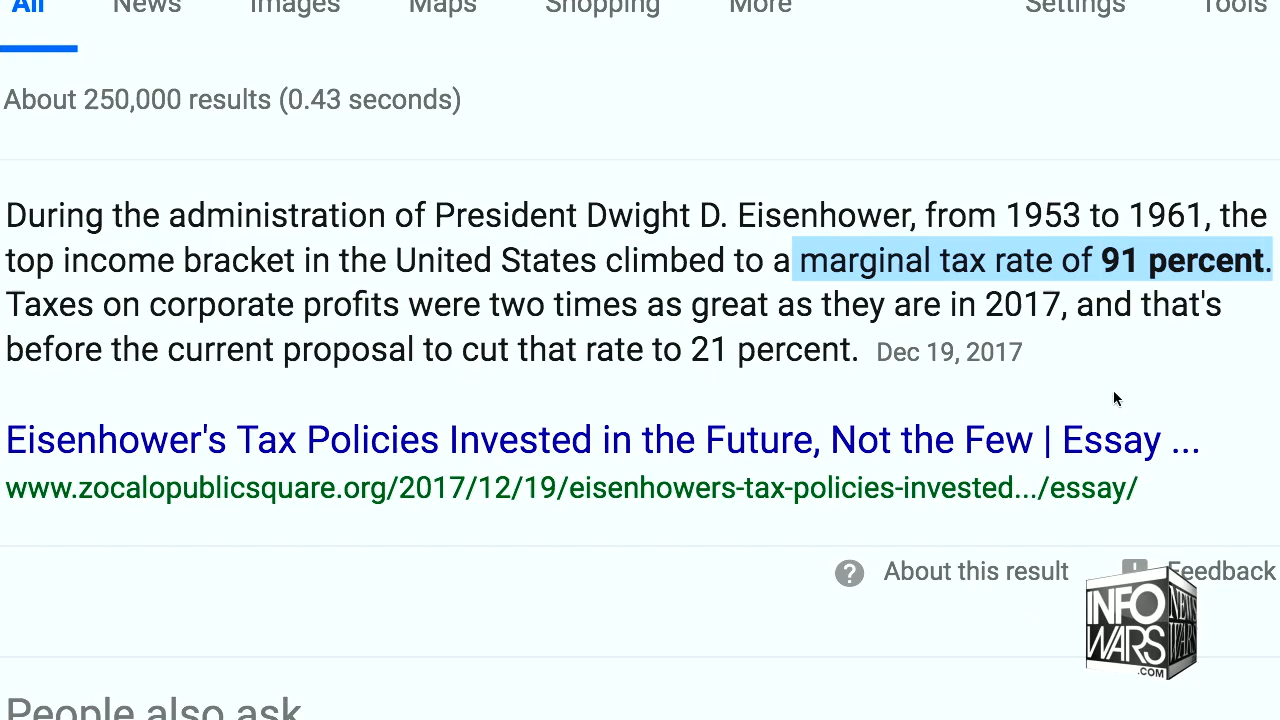 All News Images Maps Shopping More Settings Tools
About 250,000 results (0.43 seconds)
During the administration of President Dwight D. Eisenhower, from 1953 to 1961, the
top income bracket in the United States climbed to a marginal tax rate of 91 percent.
Taxes on corporate profits were two times as great as they are in 2017, and that's
before the current proposal to cut that rate to 21 percent. Dec 19, 2017
Eisenhower's Tax Policies Invested in the Future, Not the Few | Essay ...
www.zocalopublicsquare.org/2017/12/19/eisenhowers-tax-policies-invested.../essay/
About this result Feedback
INFO
WARS
.COM
NEWS
WARS
People also ask